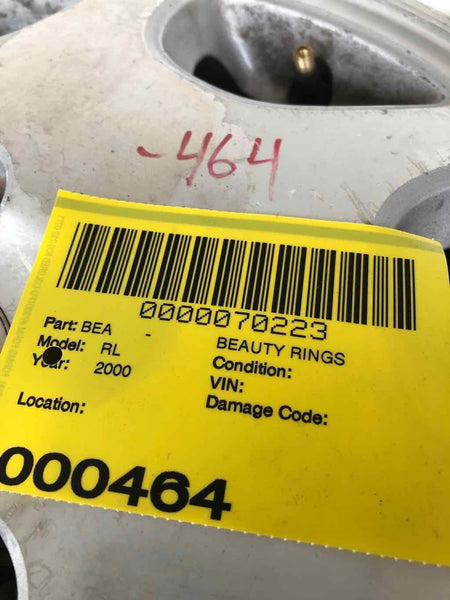 -464
0000070223
Part: BEA - BEAUTY RINGS
Model: RL Condition:
Year: 2000 VIN:
Location: Damage Code:
000464